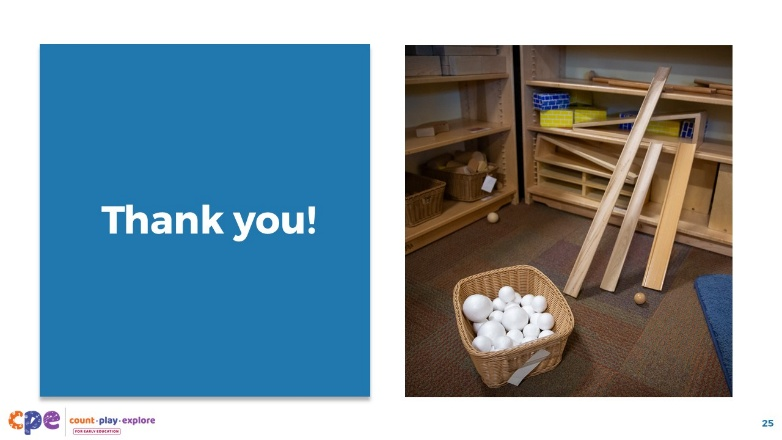 Thank you!
cpe
count·play·explore
FOR EARLY EDUCATION
25